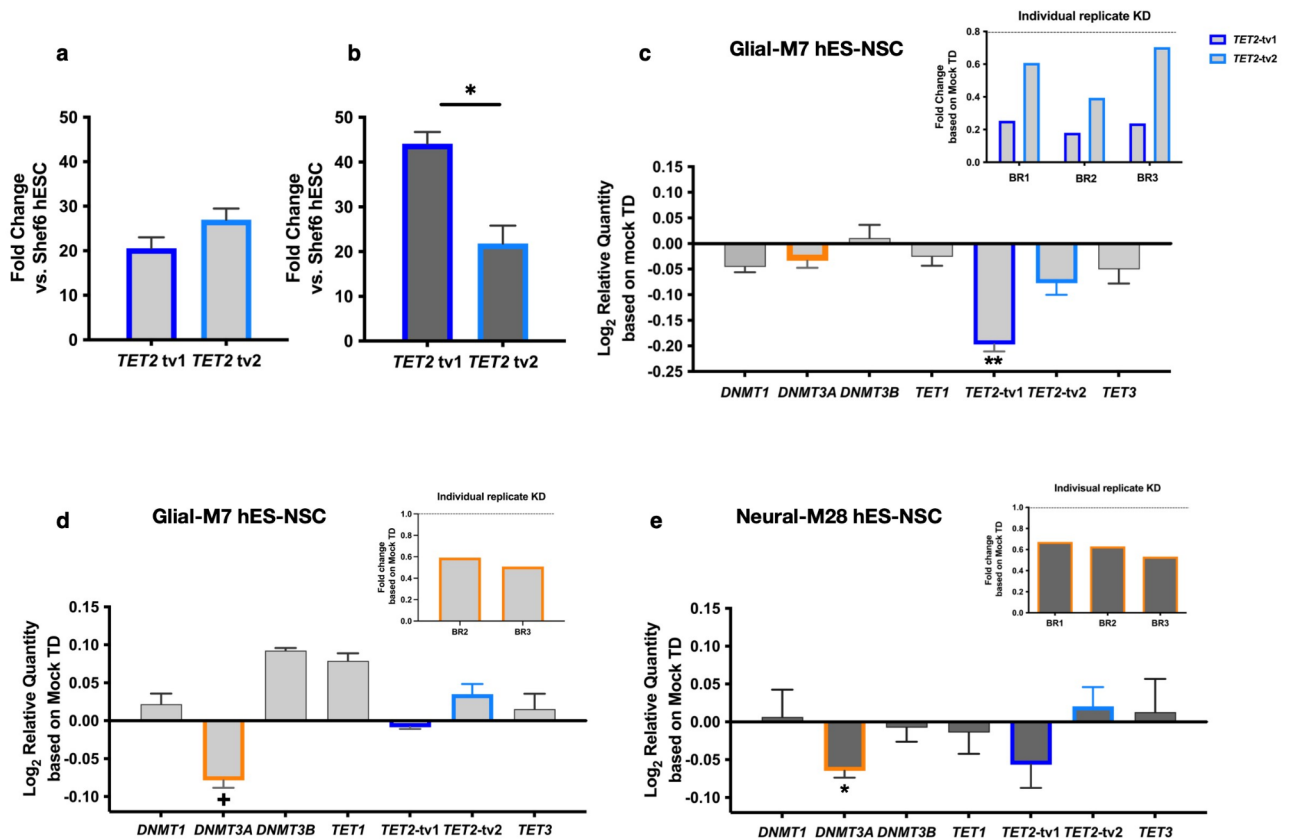 a
50
40
30
20
10
0
Fold Change
vs. Shef6 hESC
TET2 tv1 TET2 tv2
b
*
50
40
30
20
10
0
Fold Change
vs. Shef6 hESC
TET2 tv1 TET2 tv2
c
Glial-M7 hES-NSC
Individual replicate KD
0.8
0.6
0.4
0.2
0.0
Fold Change
based on Mock TD
BR1 BR2 BR3
TET2-tv1
TET2-tv2
0.15
0.10
0.05
0.00
-0.05
-0.10
-0.15
-0.20
-0.25
Log2 Relative Quantity
based on mock TD
**
DNMT1 DNMT3A DNMT3B TET1 TET2-tv1 TET2-tv2 TET3
d
Glial-M7 hES-NSC
Individual replicate KD
1.0
0.8
0.6
0.4
0.2
0.0
Fold change
based on Mock TD
BR2 BR3
0.15
0.10
0.05
0.00
-0.05
-0.10
Log2 Relative Quantity
based on Mock TD
+
DNMT1 DNMT3A DNMT3B TET1 TET2-tv1 TET2-tv2 TET3
e
Neural-M28 hES-NSC
Indivisual replicate KD
1.0
0.8
0.6
0.4
0.2
0.0
Fold change
based on Mock TD
BR1 BR2 BR3
0.15
0.10
0.05
0.00
-0.05
-0.10
Log2 Relative Quantity
based on Mock TD
*
DNMT1 DNMT3A DNMT3B TET1 TET2-tv1 TET2-tv2 TET3